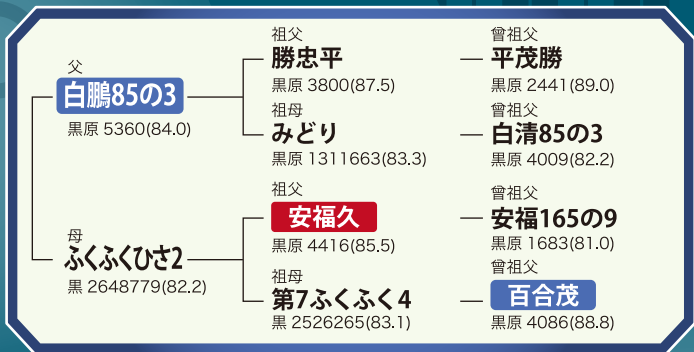 父
白鵬85の3
黒原 5360(84.0)
祖父
勝忠平
黒原 3800(87.5)
曾祖父
平茂勝
黒原 2441(89.0)
祖母
みどり
黒原 1311663(83.3)
曾祖父
白清85の3
黒原 4009(82.2)
母
ふくふくひさ2
黒 2648779(82.2)
祖父
安福久
黒原 4416(85.5)
曾祖父
安福165の9
黒原 1683(81.0)
祖母
第7ふくふく4
黒 2526265(83.1)
曾祖父
百合茂
黒原 4086(88.8)